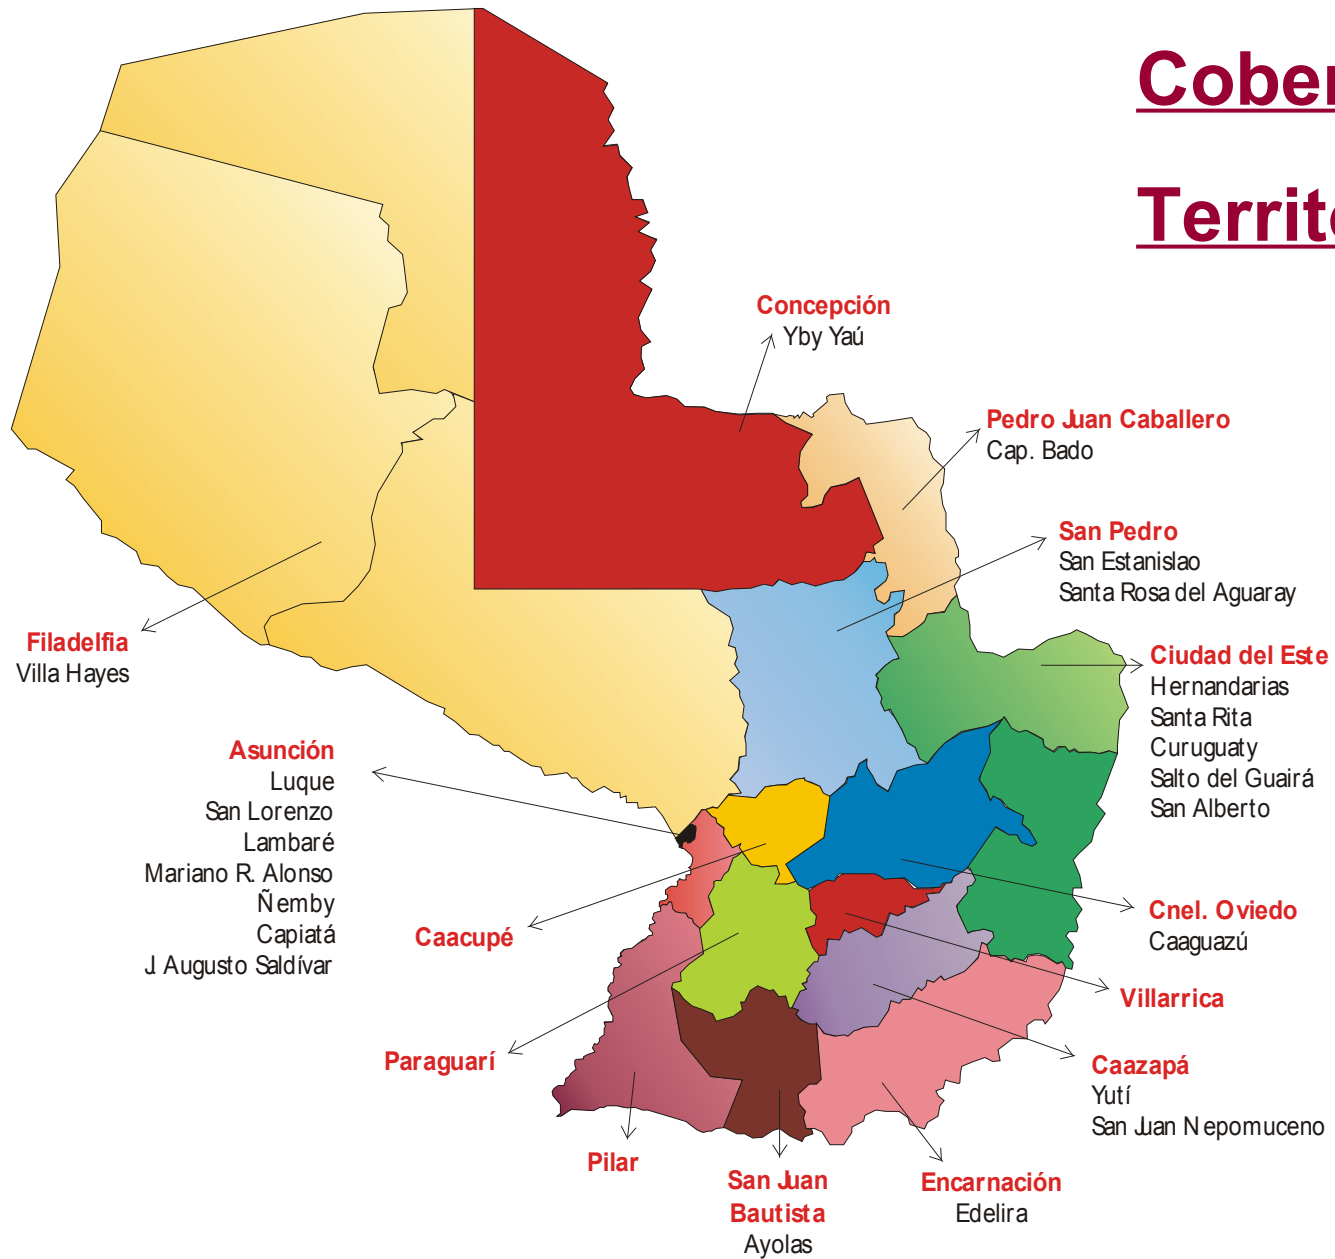 Cober
Territo
Concepción
Yby Yaú
Pedro Juan Caballero
Cap. Bado
San Pedro
San Estanislao
Santa Rosa del Aguaray
Filadelfia
Villa Hayes
Ciudad del Este
Hernandarias
Santa Rita
Curuguaty
Salto del Guairá
San Alberto
Asunción
Luque
San Lorenzo
Lambaré
Mariano R. Alonso
Ñemby
Capiatá
J. Augusto Saldívar
Caacupé
Cnel. Oviedo
Caaguazú
Villarrica
Paraguarí
Caazapá
Yutí
San Juan Nepomuceno
Pilar
San Juan
Bautista
Ayolas
Encarnación
Edelira